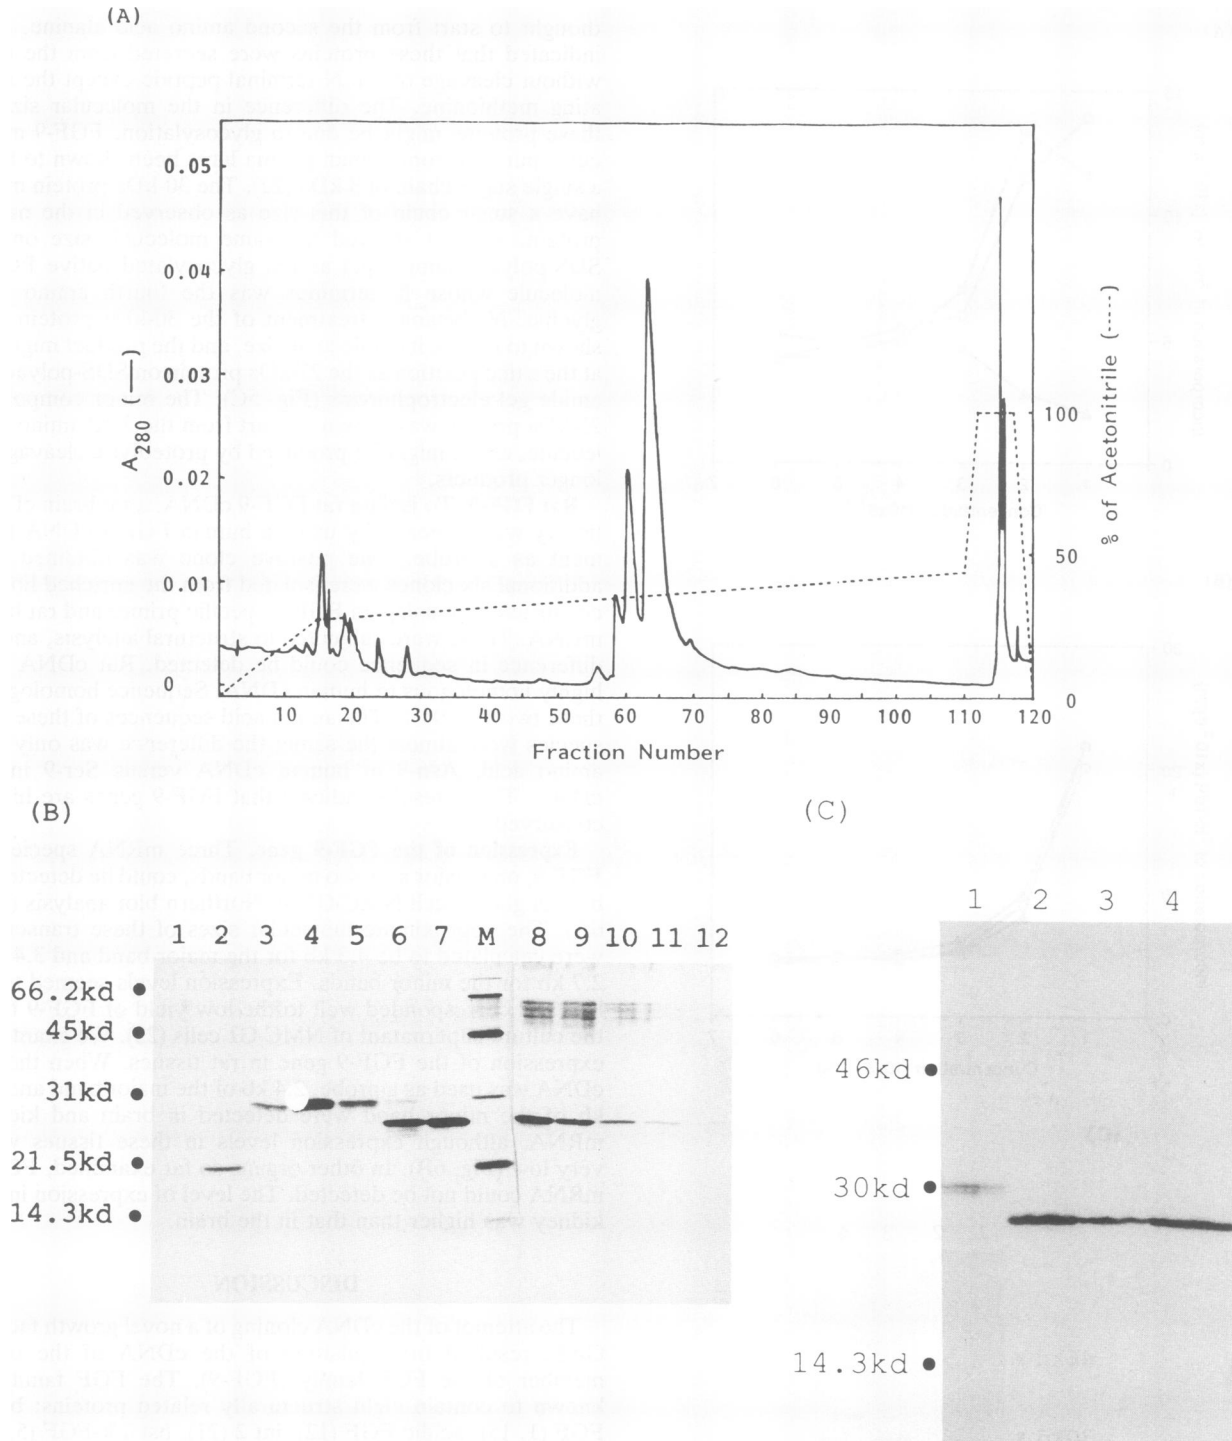 (A)
0.05
0.04
0.03
0.02
0.01
0
A280 (——)
100
50
0
% of Acetonitrile (----)
10 20 30 40 50 60 70 80 90 100 110 120
Fraction Number
(B)
1 2 3 4 5 6 7 M 8 9 10 11 12
66.2kd
45kd
31kd
21.5kd
14.3kd
(C)
1 2 3 4
46kd
30kd
14.3kd